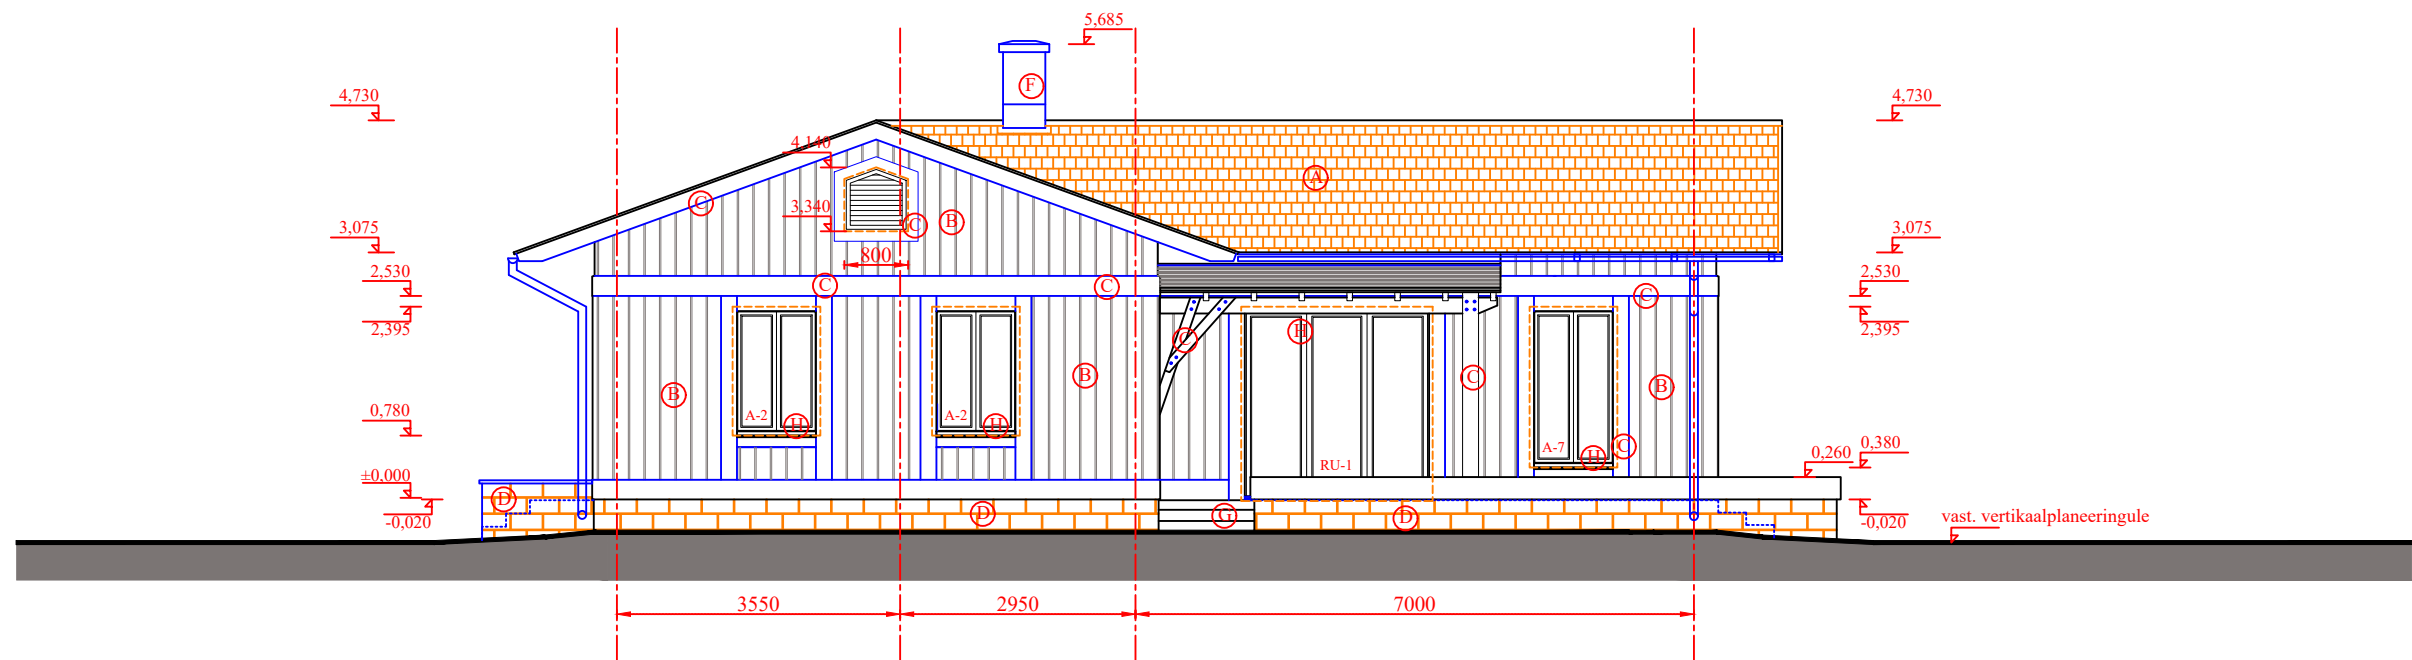 5,685
F
4,730
4,730
4,140
A
3,340
C
B
C
3,075
3,075
800
2,530
C
C
C
2,530
2,395
H
C
2,395
B
B
C
B
0,780
A-2
H
A-2
H
RU-1
A-7
H
C
0,380
0,260
±0,000
D
D
G
D
-0,020
-0,020
vast. vertikaalplaneeringule
3550
2950
7000